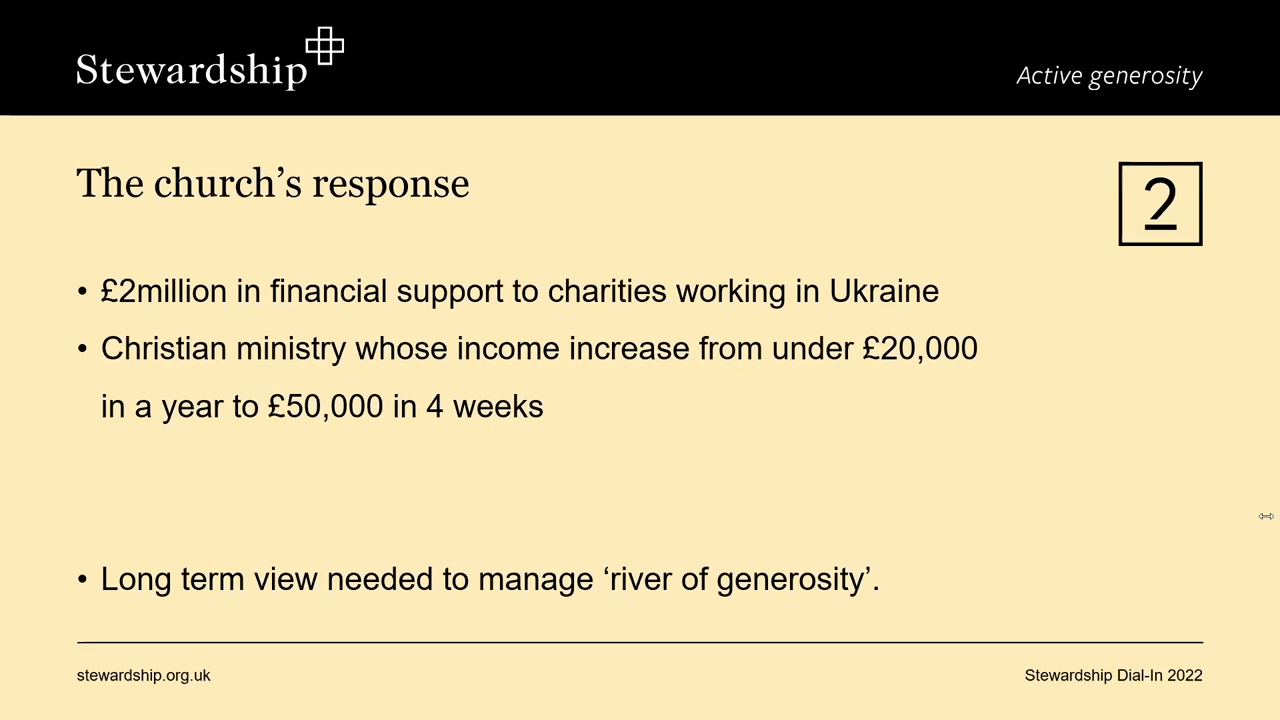 Stewardship
Active generosity
The church’s response
2
• £2million in financial support to charities working in Ukraine
• Christian ministry whose income increase from under £20,000
in a year to £50,000 in 4 weeks
• Long term view needed to manage ‘river of generosity’.
stewardship.org.uk
Stewardship Dial-In 2022